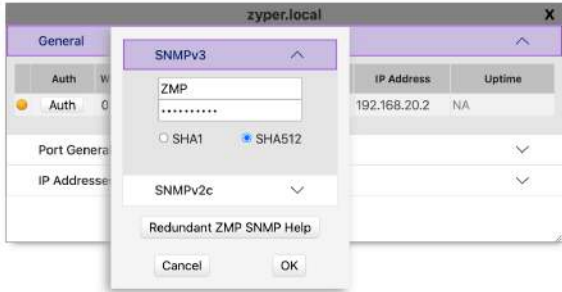 zyper.local X
General
SNMPv3
Auth IP Address Uptime
ZMP
Auth 0 192.168.20.2 NA
••••••••••
SHA1 SHA512
Port Genera
IP Addresse
SNMPv2c
Redundant ZMP SNMP Help
Cancel OK